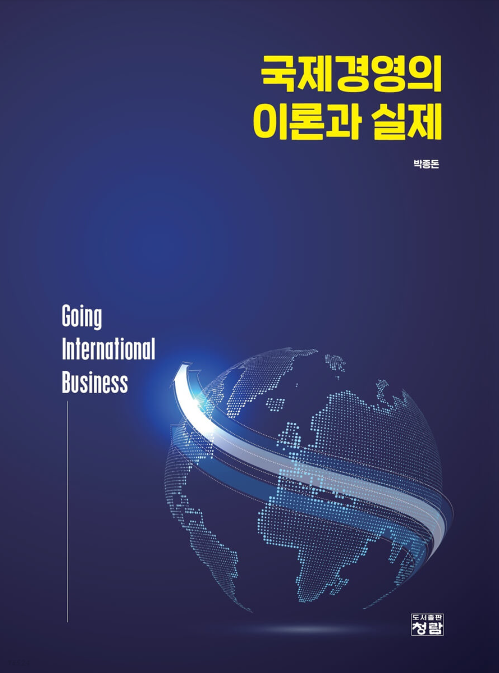 국제경영의
이론과 실제
박종돈
Going
International
Business
도서출판
청람